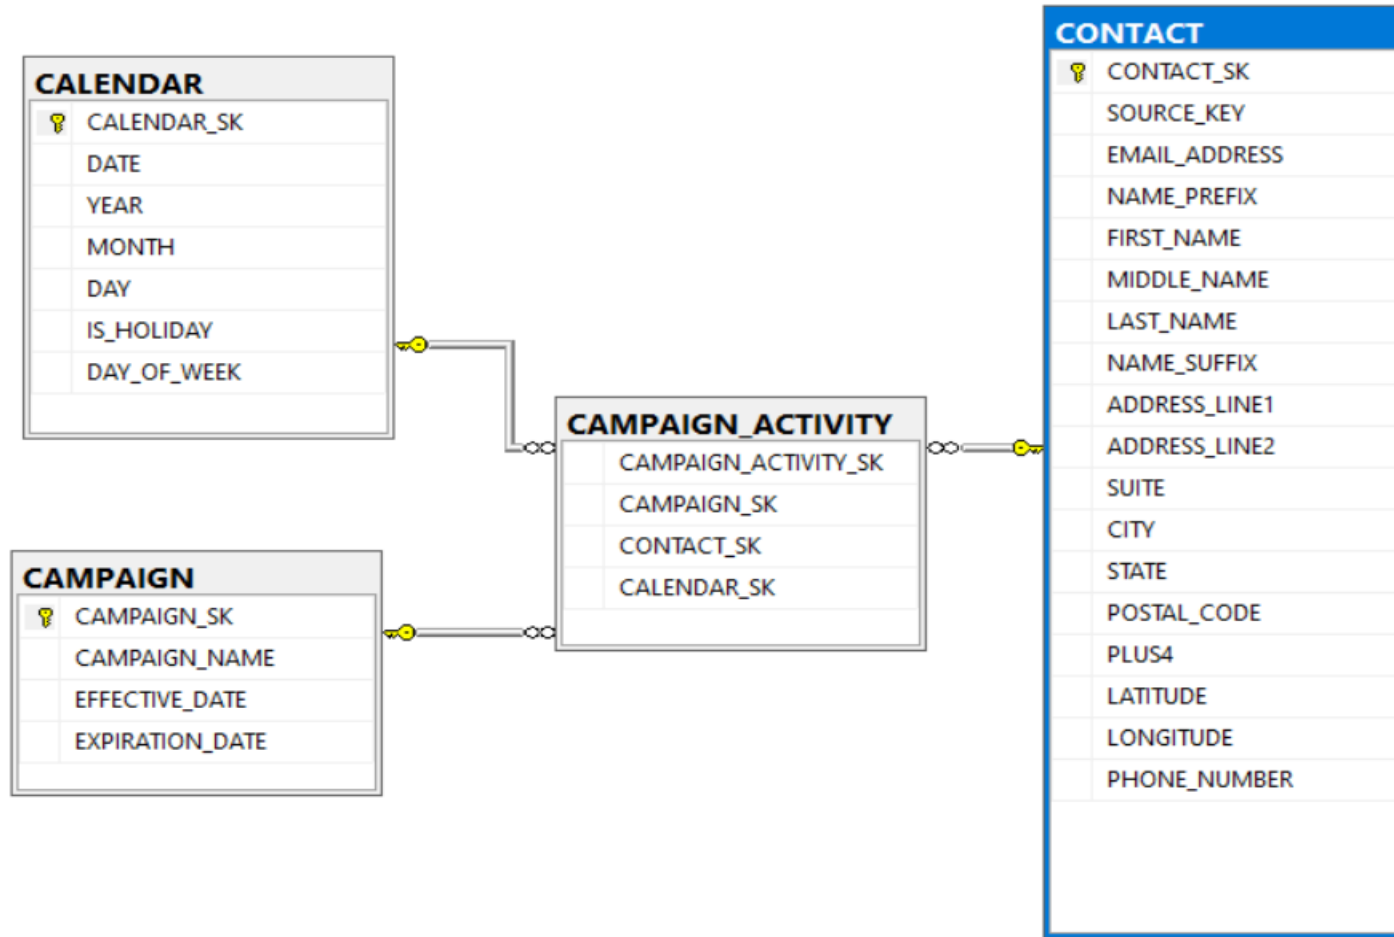 CALENDAR
CALENDAR_SK
DATE
YEAR
MONTH
DAY
IS_HOLIDAY
DAY_OF_WEEK
CAMPAIGN
CAMPAIGN_SK
CAMPAIGN_NAME
EFFECTIVE_DATE
EXPIRATION_DATE
CAMPAIGN_ACTIVITY
CAMPAIGN_ACTIVITY_SK
CAMPAIGN_SK
CONTACT_SK
CALENDAR_SK
CONTACT
CONTACT_SK
SOURCE_KEY
EMAIL_ADDRESS
NAME_PREFIX
FIRST_NAME
MIDDLE_NAME
LAST_NAME
NAME_SUFFIX
ADDRESS_LINE1
ADDRESS_LINE2
SUITE
CITY
STATE
POSTAL_CODE
PLUS4
LATITUDE
LONGITUDE
PHONE_NUMBER